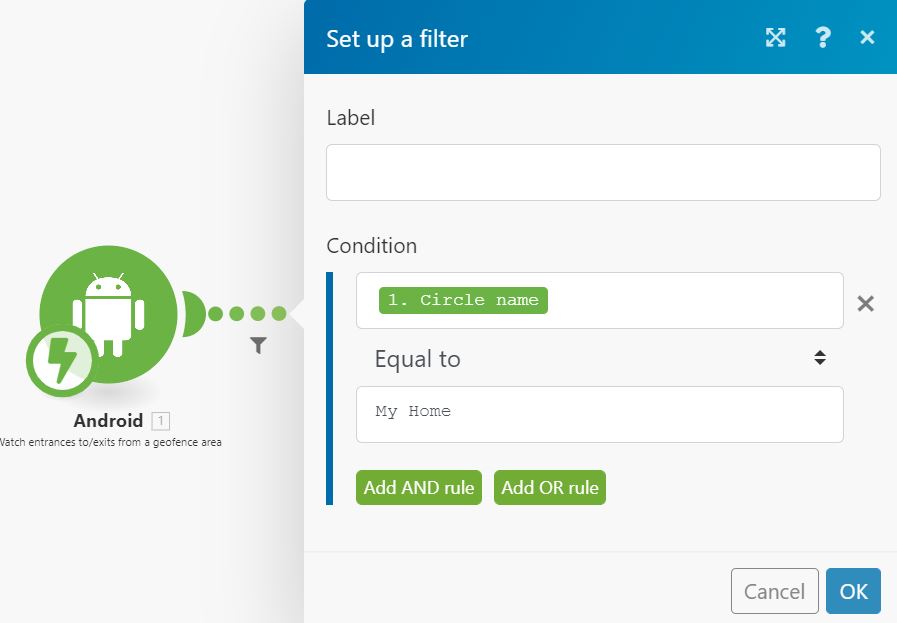 Set up a filter
?
Label
Condition
1. Circle name
Equal to
My Home
Add AND rule
Add OR rule
Android 1
Watch entrances to/exits from a geofence area
Cancel
OK